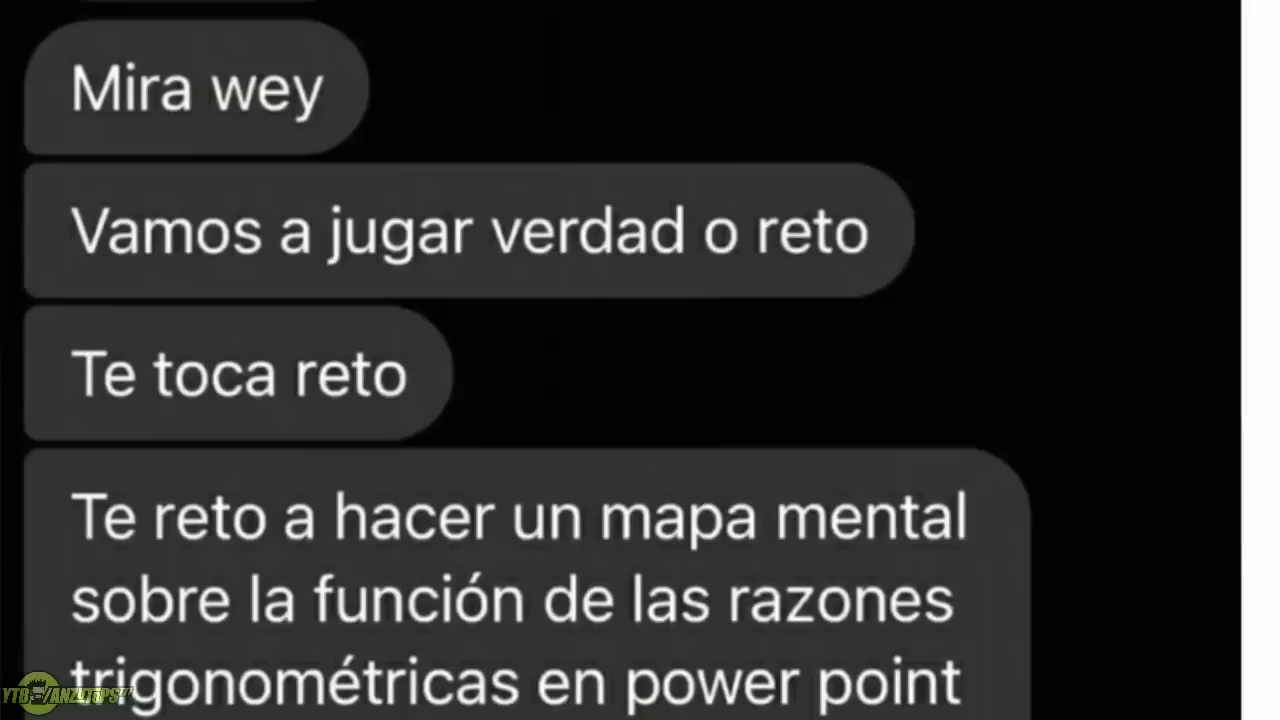 Mira wey
Vamos a jugar verdad o reto
Te toca reto
Te reto a hacer un mapa mental
sobre la función de las razones
trigonométricas en power point